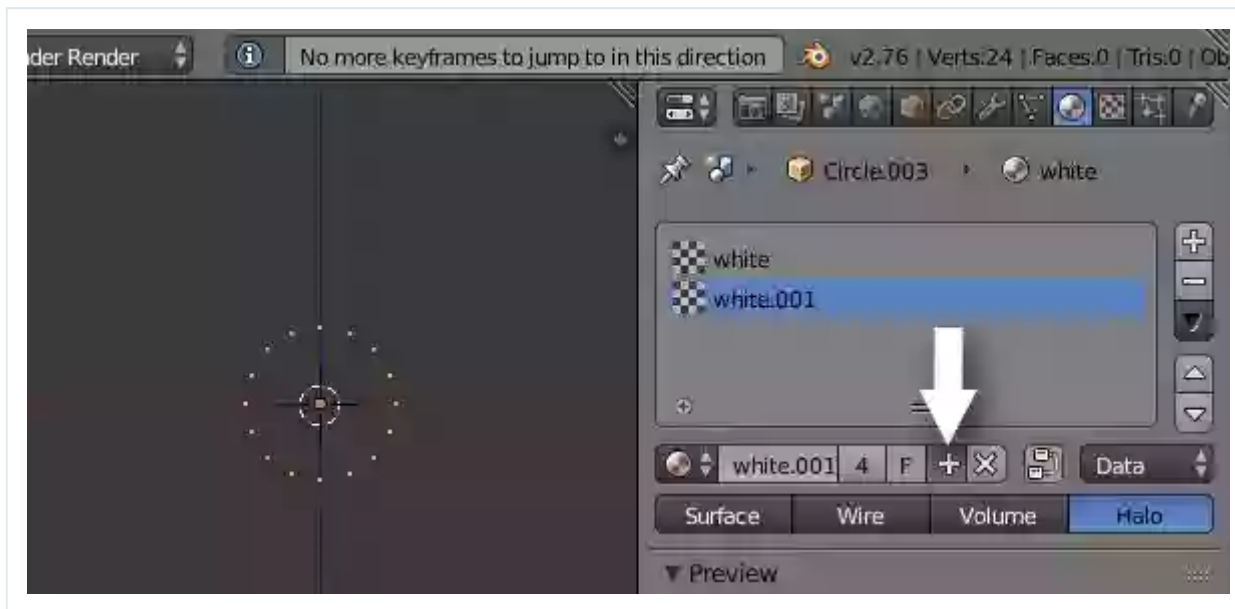 der Render No more keyframes to jump to in this direction v2.76 | Verts:24 | Faces:0 | Tris:0 | Ob
Circle.003 white
white
white.001
white.001 4 F Data
Surface Wire Volume Halo
Preview